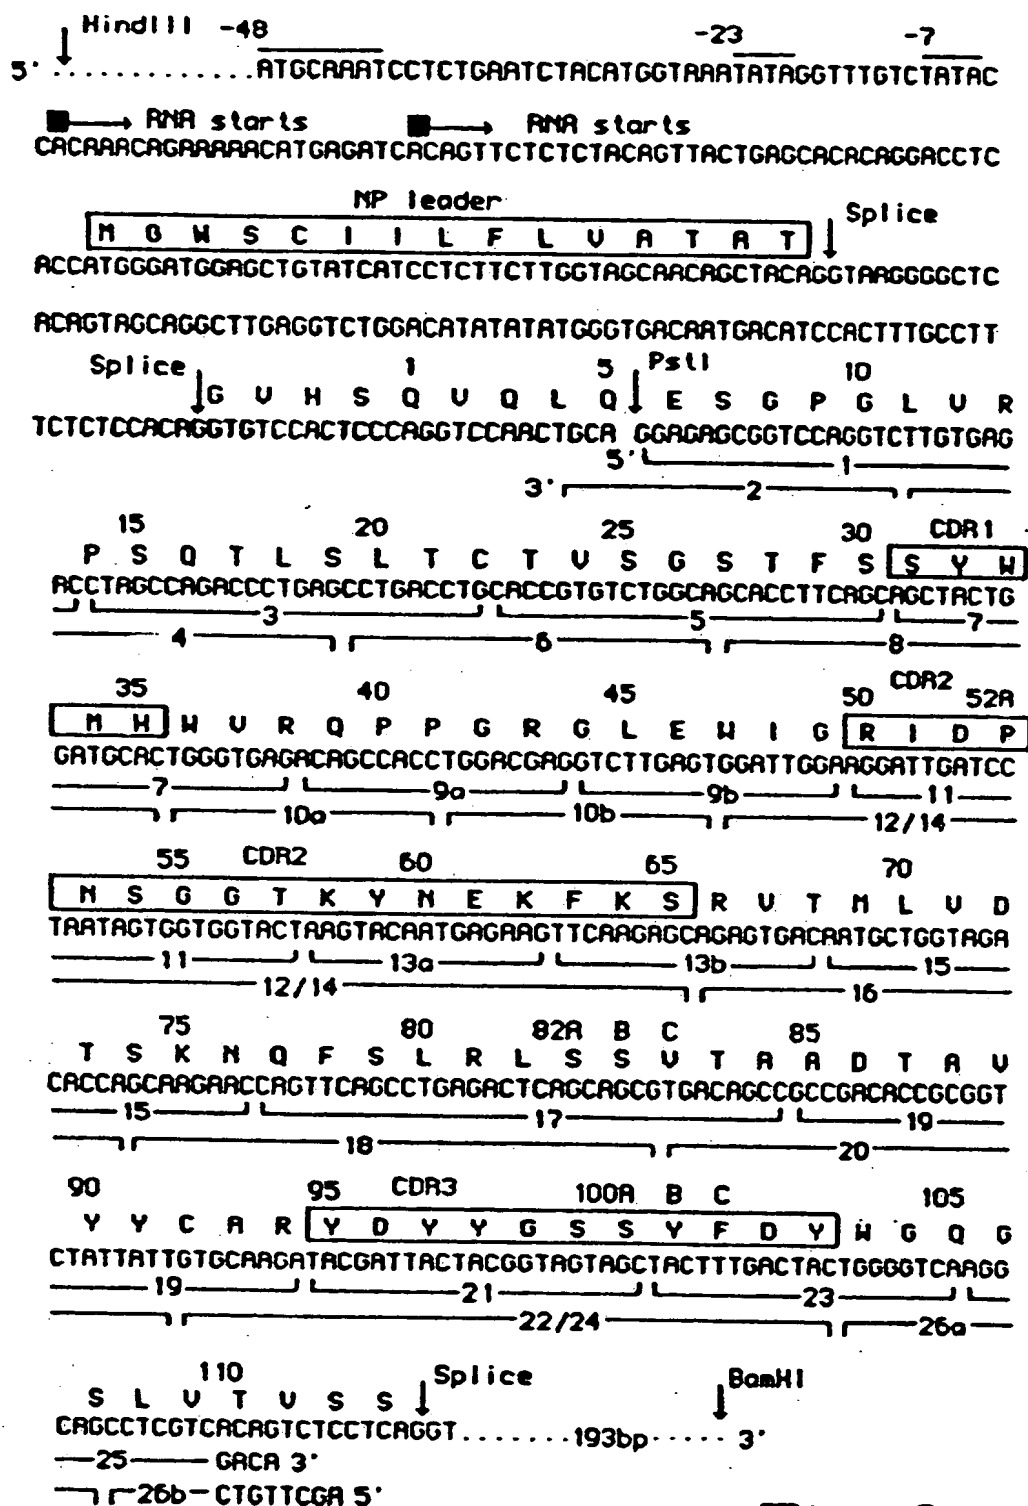 HindIII -48 -23 -7
5' ............. ATGCAAATCCTCTGAATCTACATGGTAAATATAGGTTTGTCTATAC
RNA starts RNA starts
CACAAACAGAAAAACATGAGATCACAGTTCTCTCTACAGTTACTGAGCACACAGGACCTC
MP leader Splice
M G W S C I I L F L V A T A T
ACCATGGGATGGAGCTGTATCATCCTCTTCTTGGTAGCAACAGCTACAGGTAAGGGGCTC
ACAGTAGCAGGCTTGAGGTCTGGACATATATATGGGTGACAATGACATCCACTTTGCCTT
Splice 1 5 PstI 10
G V H S Q V Q L Q E S G P G L V R
TCTCTCCACAGGTGTCCACTCCCAGGTCCAACTGCA GGAGAGCGGTCCAGGTCTTGTGAG
5' 1
3' 2
15 20 25 30 CDR1
P S Q T L S L T C T V S G S T F S S Y W
ACCTAGCCAGACCCTGAGCCTGACCTGCACCGTGTCTGGCAGCACCTTCAGCAGCTACTG
3 5 7
4 6 8
35 40 45 50 CDR2 52A
M H W V R Q P P G R G L E W I G R I D P
GATGCACTGGGTGAGACAGCCACCTGGACGAGGTCTTGAGTGGATTGGAAGGATTGATCC
7 9a 9b 11
10a 10b 12/14
55 CDR2 60 65 70
N S G G T K Y N E K F K S R V T M L V D
TAATAGTGGTGGTACTAAGTACAATGAGAAGTTCAAGAGCAGAGTGACAATGCTGGTAGA
11 13a 13b 15
12/14 16
75 80 82A B C 85
T S K N Q F S L R L S S V T A A D T A V
CACCAGCAAGAACCAGTTCAGCCTGAGACTCAGCAGCGTGACAGCCGCCGACACCGCGGT
15 17 19
18 20
90 95 CDR3 100A B C 105
Y Y C A R Y D Y Y G S S Y F D Y W G Q G
CTATTATTGTGCAAGATACGATTACTACGGTAGTAGCTACTTTGACTACTGGGGTCAAGG
19 21 23
22/24 26a
110 Splice BamHI
S L V T V S S
CAGCCTCGTCACAGTCTCCTCAGGT.......193bp..... 3'
25 GACA 3'
26b CTGTTCGA 5'